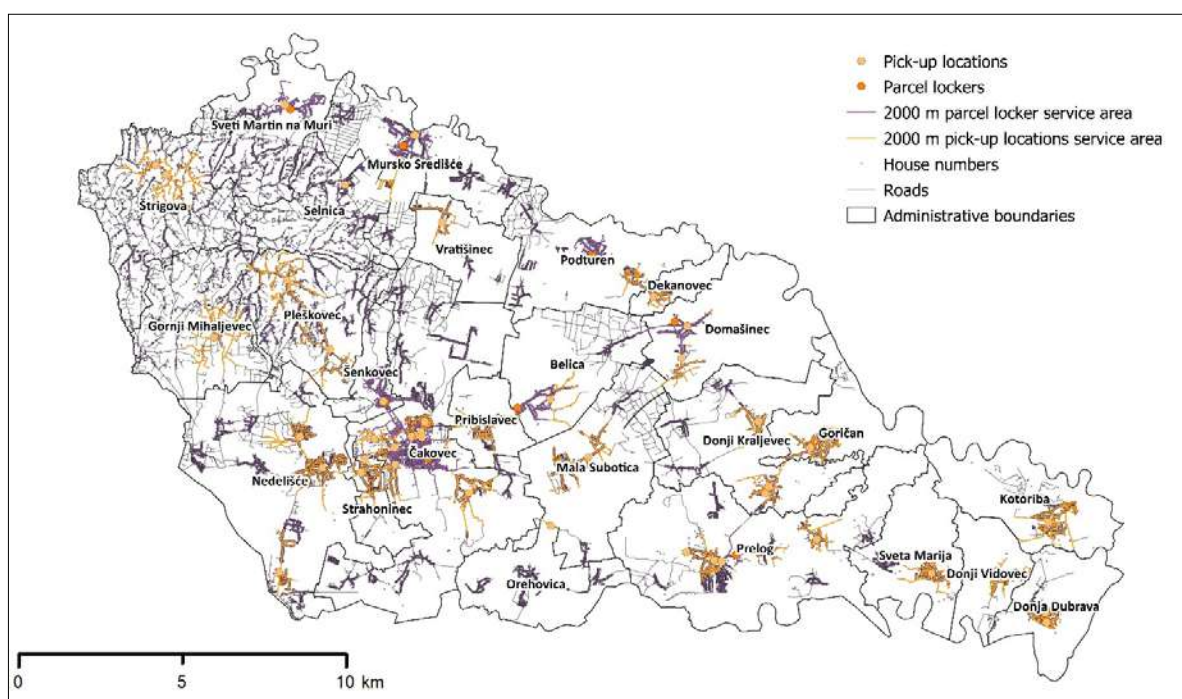 Pick-up locations
Parcel lockers
2000 m parcel locker service area
2000 m pick-up locations service area
House numbers
Roads
Administrative boundaries
Sveti Martin na Muri
Mursko Središće
Štrigova
Selnica
Vratišinec
Podturen
Dekanovec
Gornji Mihaljevec
Pleškovec
Domašinec
Belica
Šenkovec
Pribislavec
Donji Kraljevec
Goričan
Čakovec
Mala Subotica
Nedelišće
Strahoninec
Kotoriba
Prelog
Sveta Marija
Donji Vidovec
Orehovica
Donja Dubrava
0 5 10 km